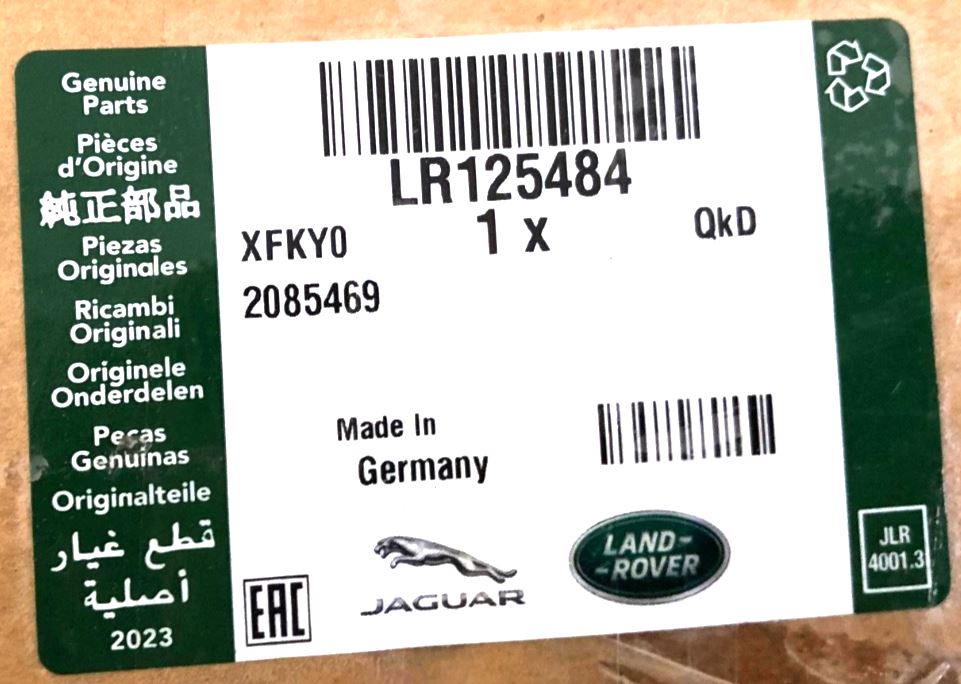 Genuine
Parts
Pièces
d'Origine
純正部品
Piezas
Originales
Ricambi
Originali
Originele
Onderdelen
Peças
Genuínas
Originalteile
قطع غيار
أصلية
2023
LR125484
XFKY0
1 x
QkD
2085469
Made In
Germany
EAC
JAGUAR
LAND-
-ROVER
JLR
4001.3